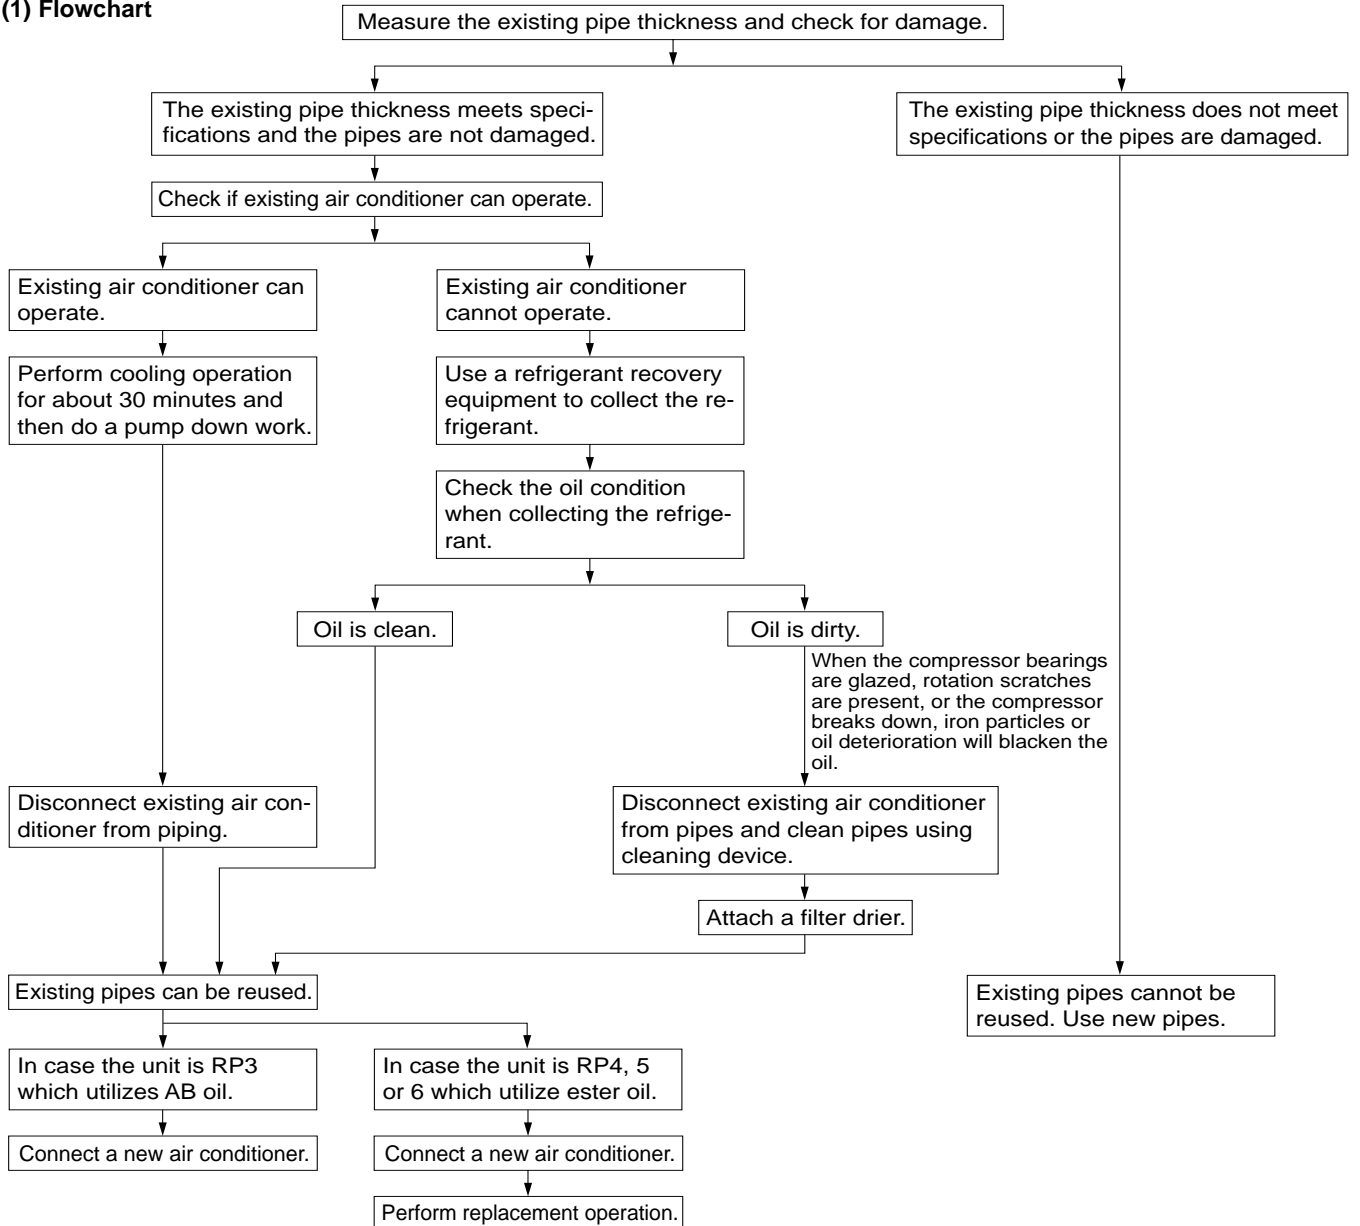 (1) Flowchart
Measure the existing pipe thickness and check for damage.
The existing pipe thickness meets speci-
fications and the pipes are not damaged.
The existing pipe thickness does not meet
specifications or the pipes are damaged.
Check if existing air conditioner can operate.
Existing air conditioner can
operate.
Existing air conditioner
cannot operate.
Perform cooling operation
for about 30 minutes and
then do a pump down work.
Use a refrigerant recovery
equipment to collect the re-
frigerant.
Check the oil condition
when collecting the refrige-
rant.
Oil is clean.
Oil is dirty.
When the compressor bearings
are glazed, rotation scratches
are present, or the compressor
breaks down, iron particles or
oil deterioration will blacken the
oil.
Disconnect existing air con-
ditioner from piping.
Disconnect existing air conditioner
from pipes and clean pipes using
cleaning device.
Attach a filter drier.
Existing pipes can be reused.
Existing pipes cannot be
reused. Use new pipes.
In case the unit is RP3
which utilizes AB oil.
In case the unit is RP4, 5
or 6 which utilize ester oil.
Connect a new air conditioner.
Connect a new air conditioner.
Perform replacement operation.